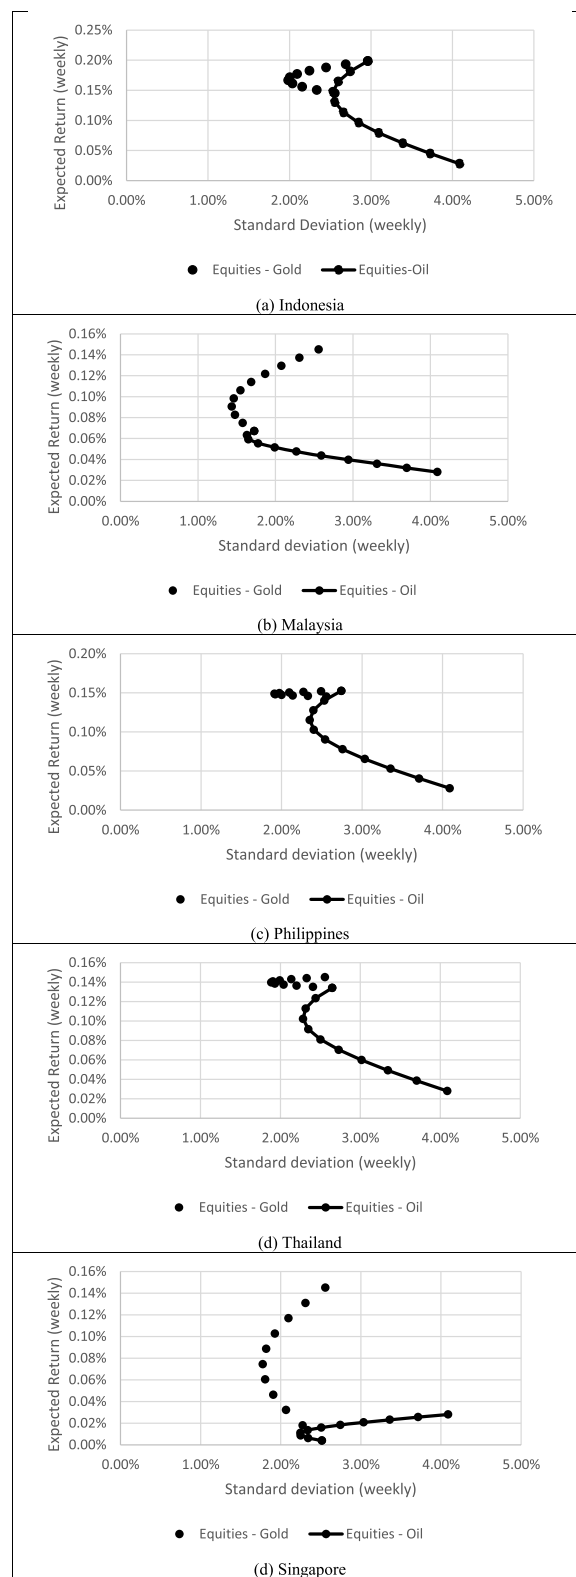 Expected Return (weekly)
0.25%
0.20%
0.15%
0.10%
0.05%
0.00%
0.00% 1.00% 2.00% 3.00% 4.00% 5.00%
Standard Deviation (weekly)
Equities - Gold Equities-Oil
(a) Indonesia
Expected Return (weekly)
0.16%
0.14%
0.12%
0.10%
0.08%
0.06%
0.04%
0.02%
0.00%
0.00% 1.00% 2.00% 3.00% 4.00% 5.00%
Standard deviation (weekly)
Equities - Gold Equities - Oil
(b) Malaysia
Expected Return (weekly)
0.20%
0.15%
0.10%
0.05%
0.00%
0.00% 1.00% 2.00% 3.00% 4.00% 5.00%
Standard deviation (weekly)
Equities - Gold Equities - Oil
(c) Philippines
Expected Return (weekly)
0.16%
0.14%
0.12%
0.10%
0.08%
0.06%
0.04%
0.02%
0.00%
0.00% 1.00% 2.00% 3.00% 4.00% 5.00%
Standard deviation (weekly)
Equities - Gold Equities - Oil
(d) Thailand
Expected Return (weekly)
0.16%
0.14%
0.12%
0.10%
0.08%
0.06%
0.04%
0.02%
0.00%
0.00% 1.00% 2.00% 3.00% 4.00% 5.00%
Standard deviation (weekly)
Equities - Gold Equities - Oil
(d) Singapore